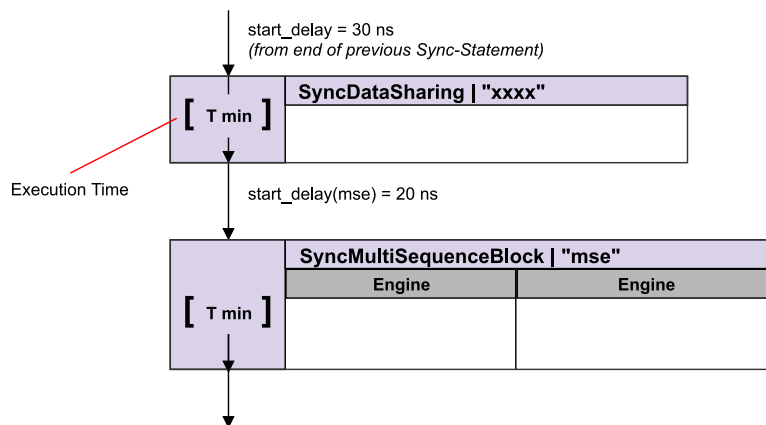 start_delay = 30 ns
(from end of previous Sync-Statement)
SyncDataSharing | "xxxx"
[ T min ]
Execution Time
start_delay(mse) = 20 ns
SyncMultiSequenceBlock | "mse"
Engine Engine
[ T min ]